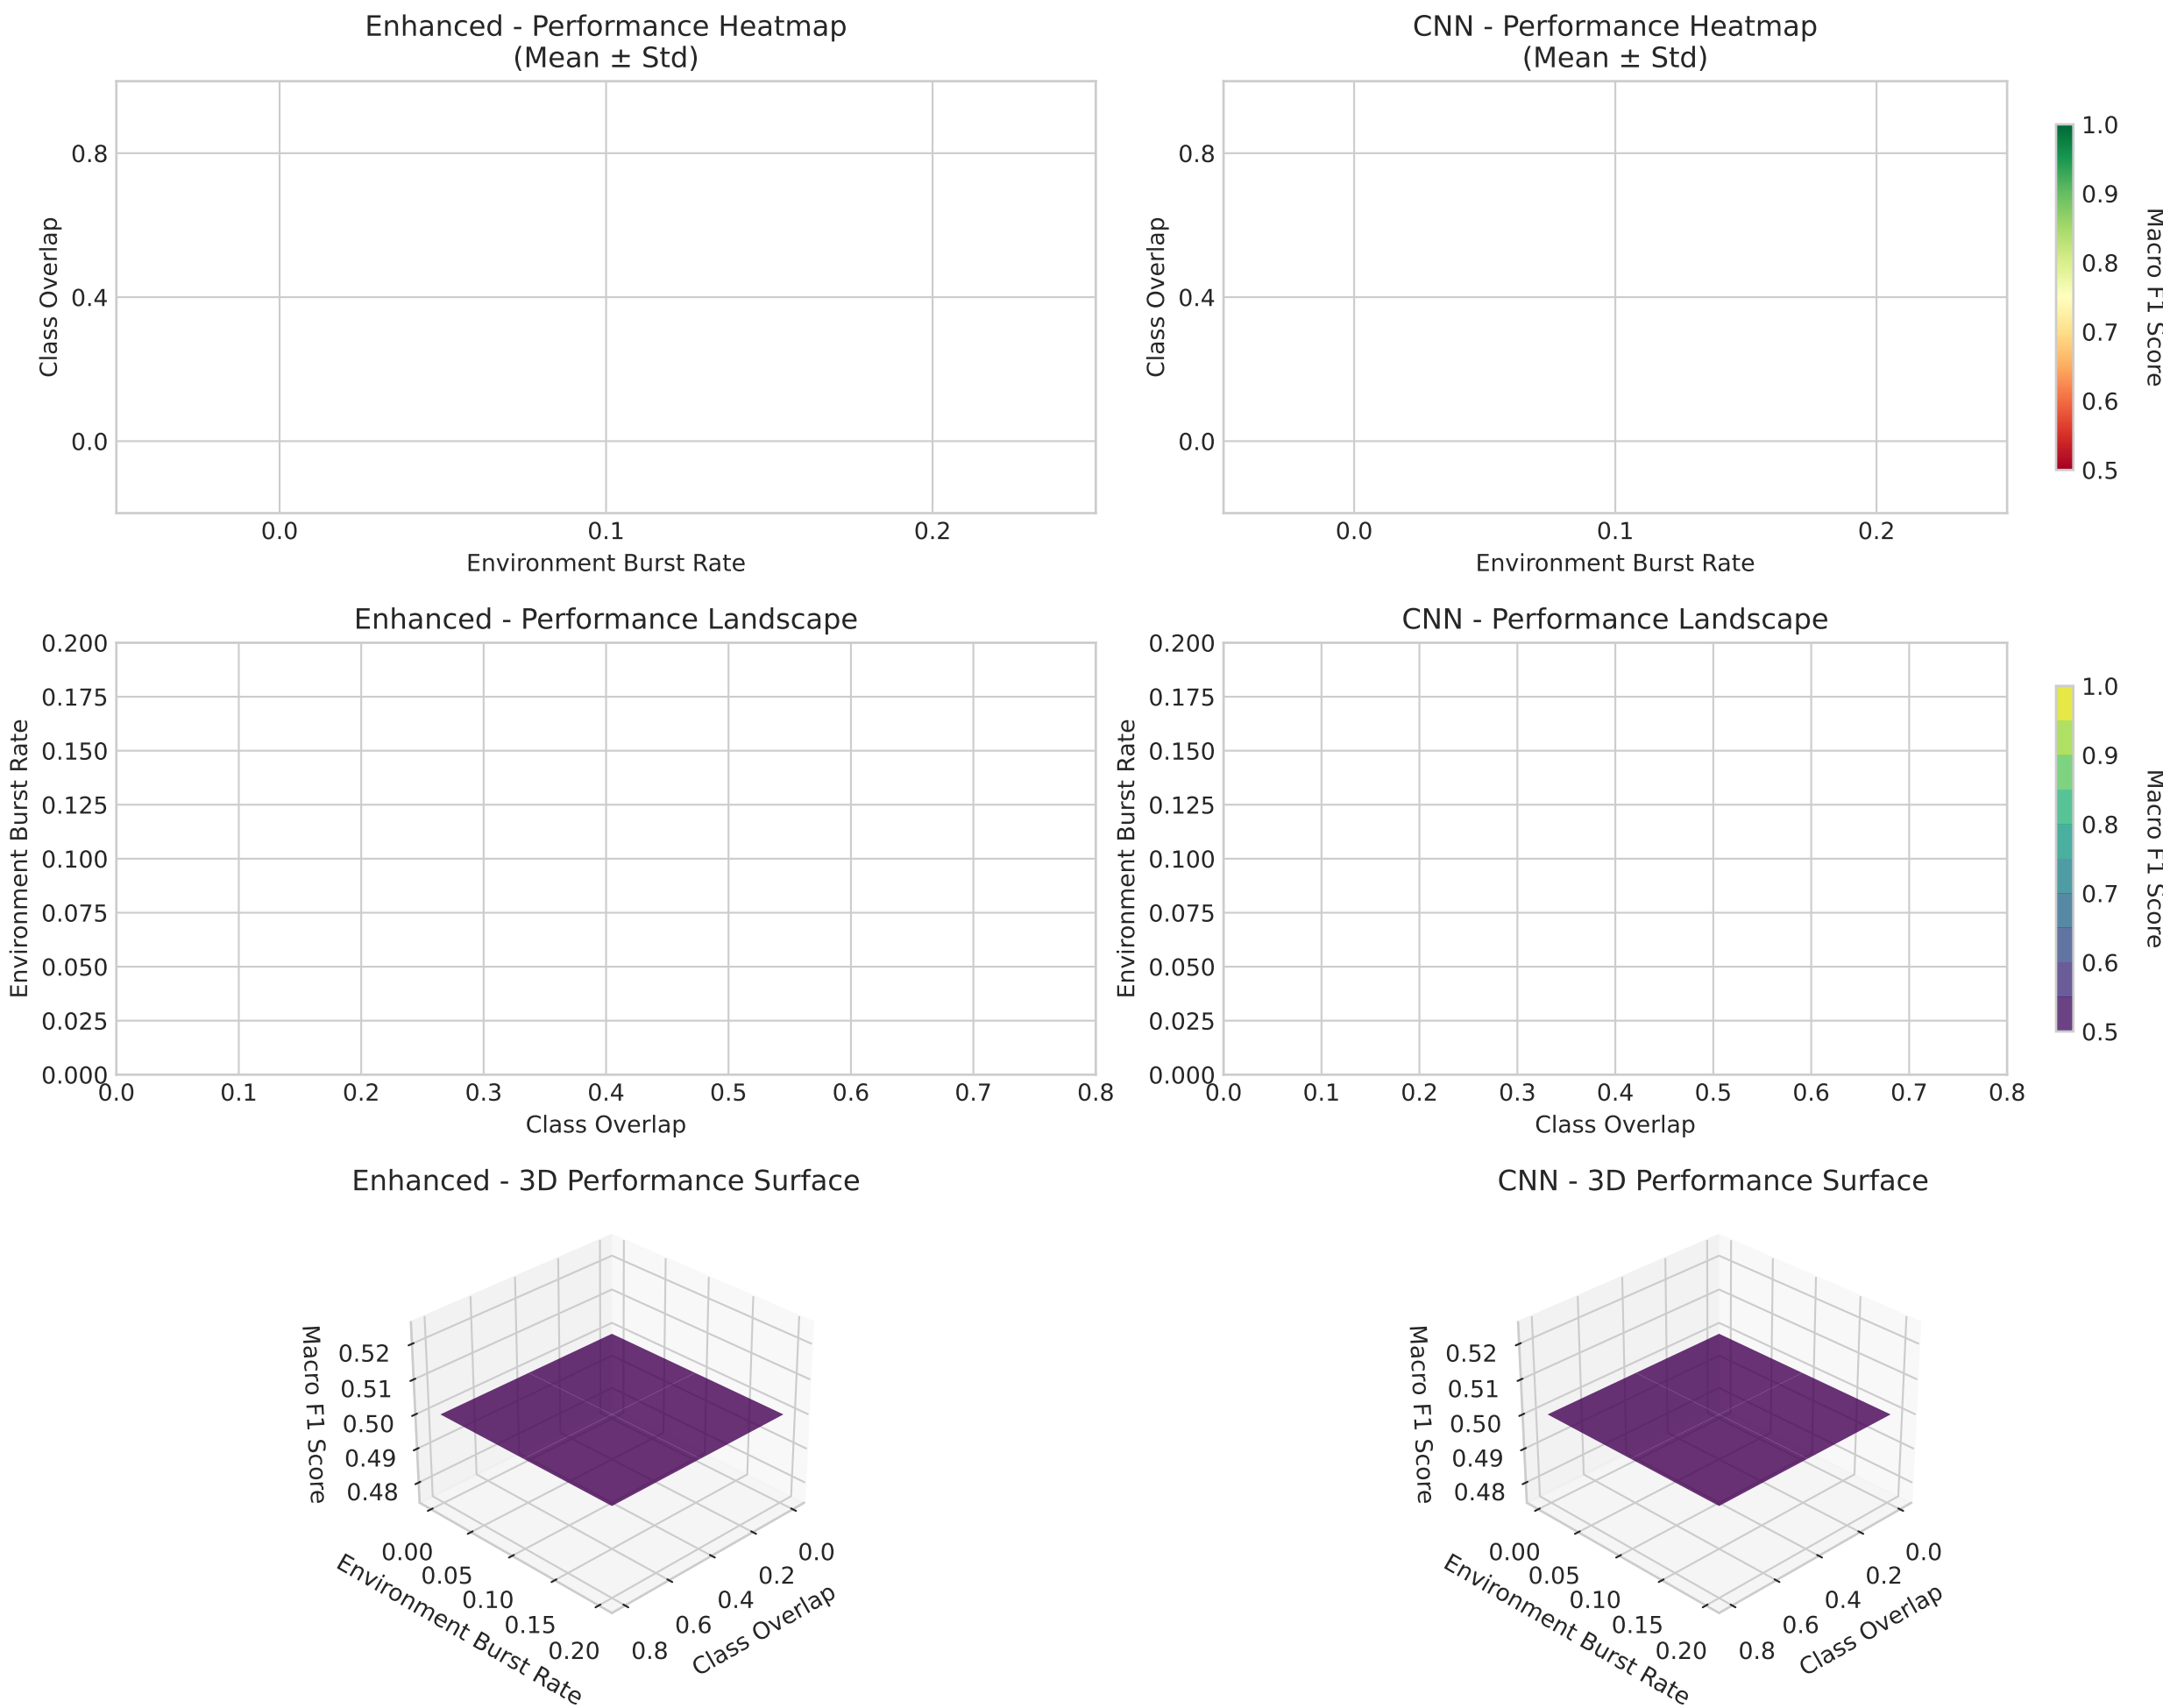 Enhanced - Performance Heatmap
(Mean ± Std)
Class Overlap
0.8
0.4
0.0
0.0 0.1 0.2
Environment Burst Rate
CNN - Performance Heatmap
(Mean ± Std)
Class Overlap
0.8
0.4
0.0
0.0 0.1 0.2
Environment Burst Rate
1.0
0.9
0.8
0.7
0.6
0.5
Macro F1 Score
Enhanced - Performance Landscape
Environment Burst Rate
0.200
0.175
0.150
0.125
0.100
0.075
0.050
0.025
0.000
0.0 0.1 0.2 0.3 0.4 0.5 0.6 0.7 0.8
Class Overlap
CNN - Performance Landscape
Environment Burst Rate
0.200
0.175
0.150
0.125
0.100
0.075
0.050
0.025
0.000
0.0 0.1 0.2 0.3 0.4 0.5 0.6 0.7 0.8
Class Overlap
1.0
0.9
0.8
0.7
0.6
0.5
Macro F1 Score
Enhanced - 3D Performance Surface
Macro F1 Score
0.52
0.51
0.50
0.49
0.48
0.00
0.05
0.10
0.15
0.20
Environment Burst Rate
0.0
0.2
0.4
0.6
0.8
Class Overlap
CNN - 3D Performance Surface
Macro F1 Score
0.52
0.51
0.50
0.49
0.48
0.00
0.05
0.10
0.15
0.20
Environment Burst Rate
0.0
0.2
0.4
0.6
0.8
Class Overlap